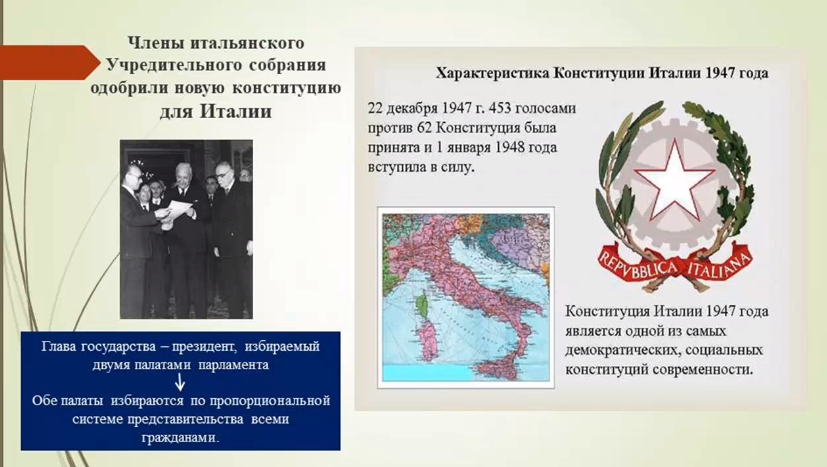 Члены итальянского
Учредительного собрания
одобрили новую конституцию
для Италии
Глава государства – президент, избираемый
двумя палатами парламента
Обе палаты избираются по пропорциональной
системе представительства всеми
гражданами.
Характеристика Конституции Италии 1947 года
22 декабря 1947 г. 453 голосами
против 62 Конституция была
принята и 1 января 1948 года
вступила в силу.
REPVBBLICA ITALIANA
Конституция Италии 1947 года
является одной из самых
демократических, социальных
конституций современности.